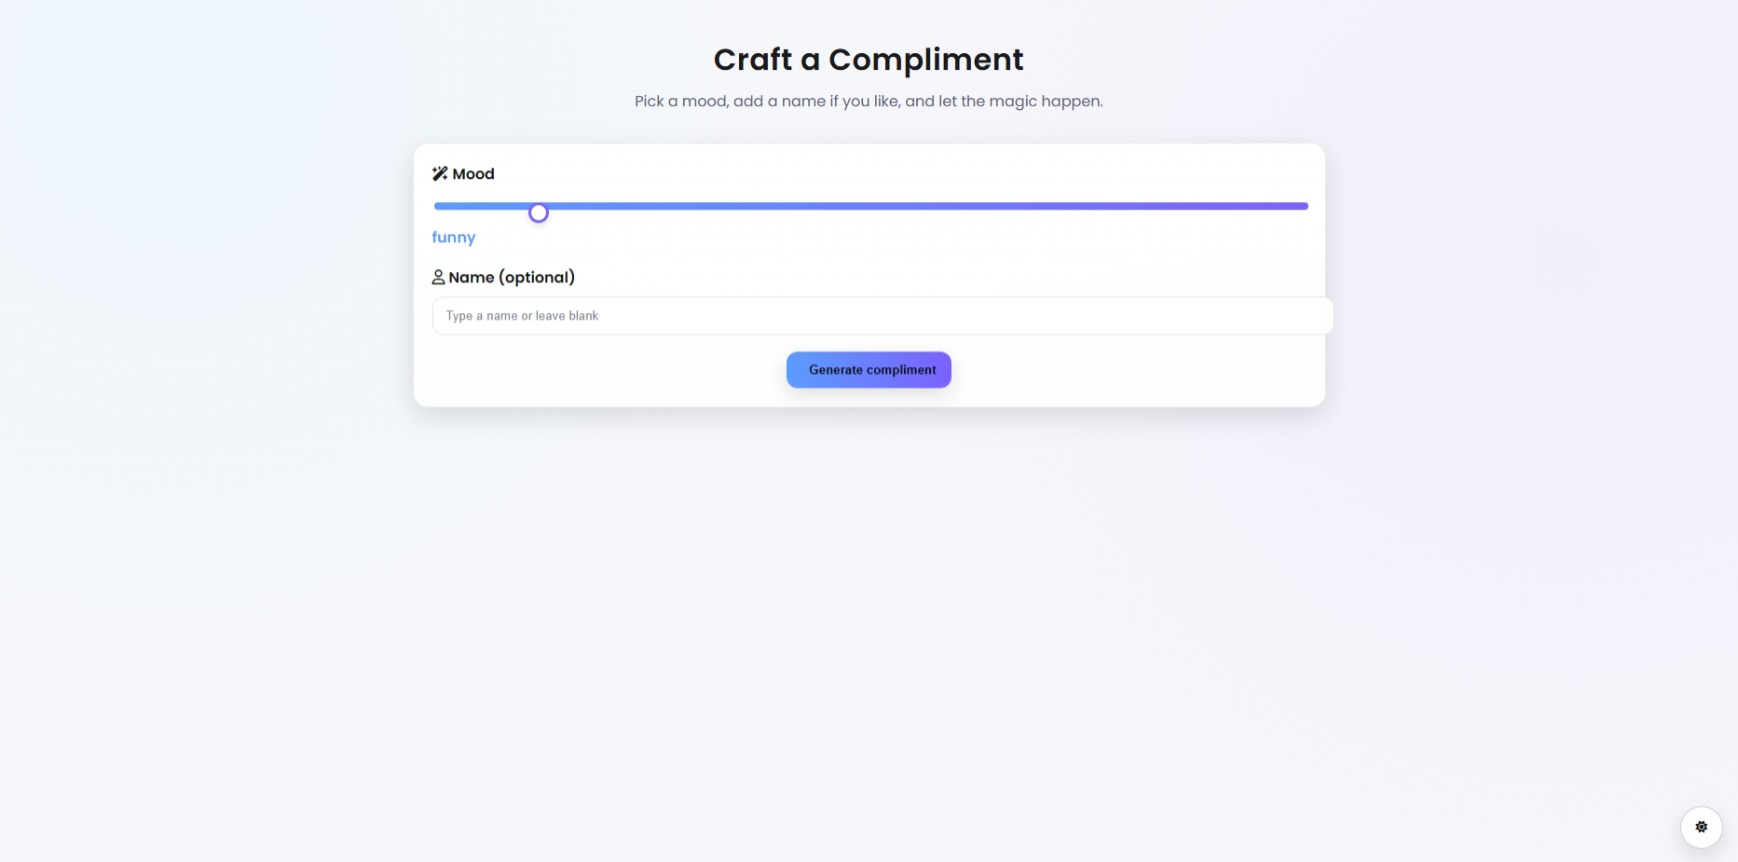 Craft a Compliment
Pick a mood, add a name if you like, and let the magic happen.
Mood
funny
Name (optional)
Type a name or leave blank
Generate compliment